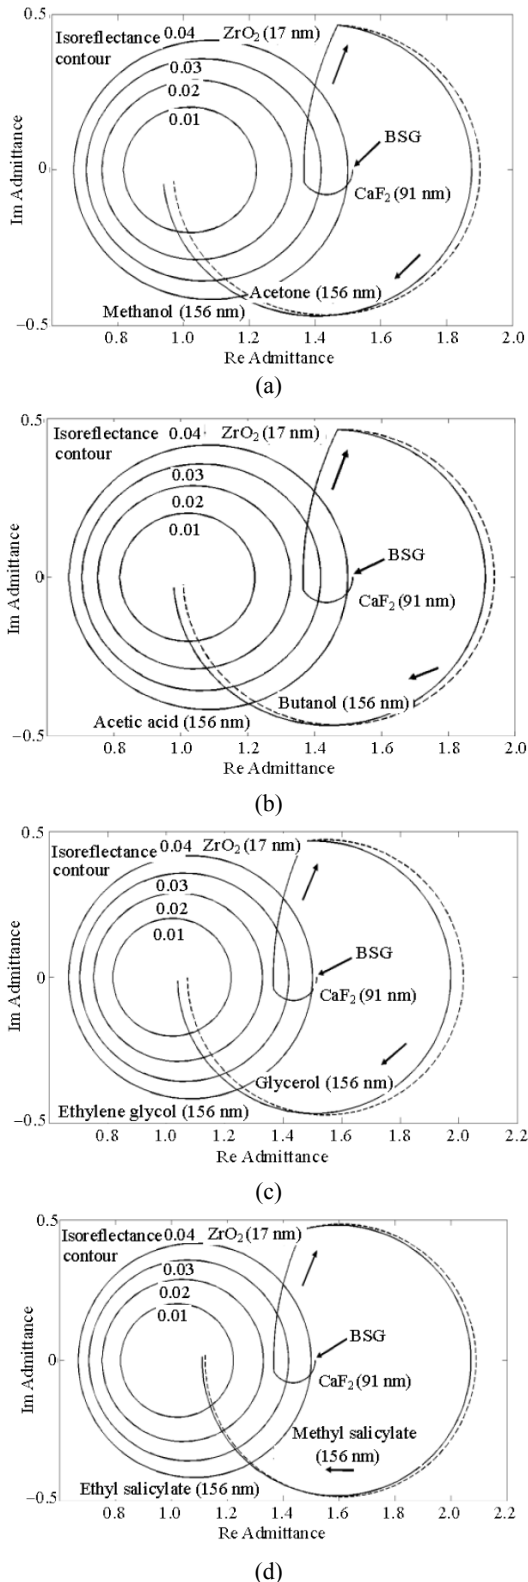 0.5
Isoreflectance 0.04 ZrO₂ (17 nm)
contour
0.03
0.02
0.01
BSG
CaF₂ (91 nm)
0
Acetone (156 nm)
Methanol (156 nm)
−0.5
0.8 1.0 1.2 1.4 1.6 1.8 2.0
Im Admittance
Re Admittance
(a)
0.5
Isoreflectance 0.04 ZrO₂ (17 nm)
contour
0.03
0.02
0.01
BSG
CaF₂ (91 nm)
0
Butanol (156 nm)
Acetic acid (156 nm)
−0.5
0.8 1.0 1.2 1.4 1.6 1.8 2.0
Im Admittance
Re Admittance
(b)
0.5
Isoreflectance 0.04 ZrO₂ (17 nm)
contour
0.03
0.02
0.01
BSG
CaF₂ (91 nm)
0
Glycerol (156 nm)
Ethylene glycol (156 nm)
−0.5
0.8 1.0 1.2 1.4 1.6 1.8 2.0 2.2
Im Admittance
Re Admittance
(c)
0.5
Isoreflectance 0.04 ZrO₂ (17 nm)
contour
0.03
0.02
0.01
BSG
CaF₂ (91 nm)
0
Methyl salicylate
(156 nm)
Ethyl salicylate (156 nm)
−0.5
0.8 1.0 1.2 1.4 1.6 1.8 2.0 2.2
Im Admittance
Re Admittance
(d)